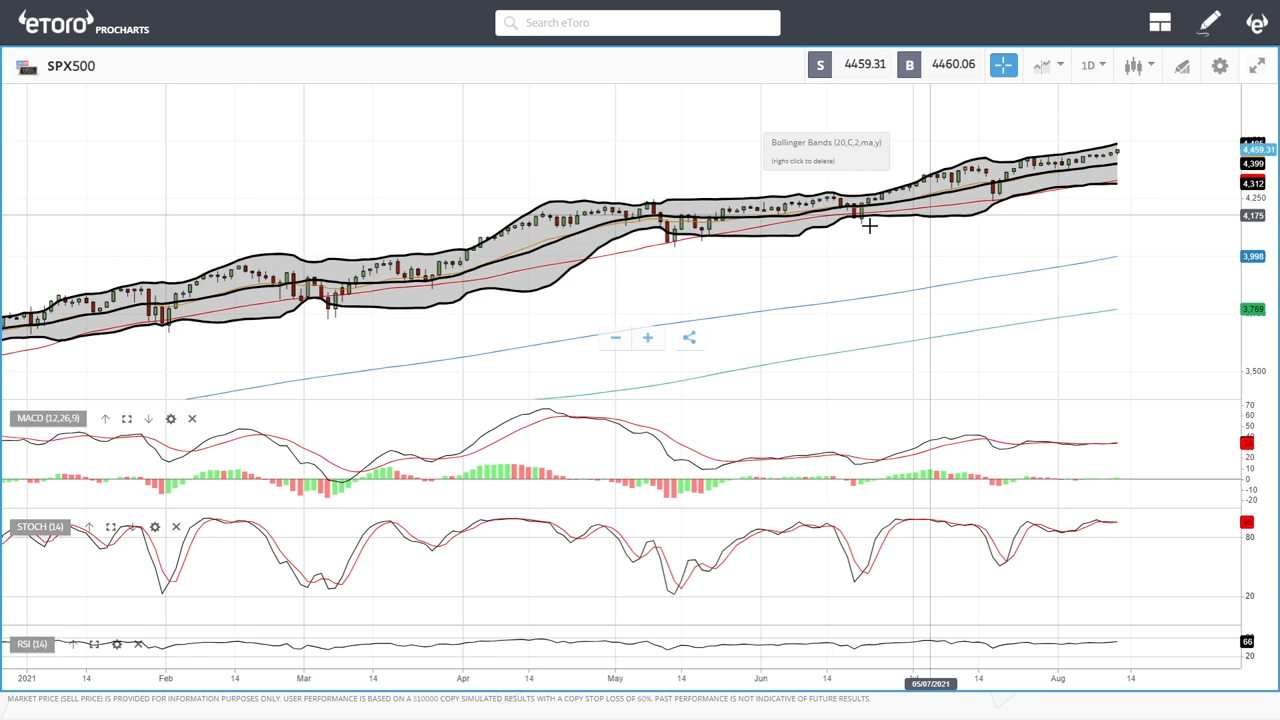 eToro PROCHARTS
Search eToro
SPX500
S 4459.31 B 4460.06
1D
Bollinger Bands (20,C,2,ma,y)
(right click to delete)
4,459.31
4,399
4,312
4,250
4,175
3,998
3,769
3,500
MACD (12,26,9)
70
60
50
20
10
0
-10
-20
STOCH (14)
85
80
20
RSI (14)
66
20
2021 14 Feb 14 Mar 14 Apr 14 May 14 Jun 14 14 Aug 14
05/07/2021
MARKET PRICE (SELL PRICE) IS PROVIDED FOR INFORMATION PURPOSES ONLY. USER PERFORMANCE IS BASED ON A $10000 COPY SIMULATED RESULTS WITH A COPY STOP LOSS OF 60%. PAST PERFORMANCE IS NOT INDICATIVE OF FUTURE RESULTS.